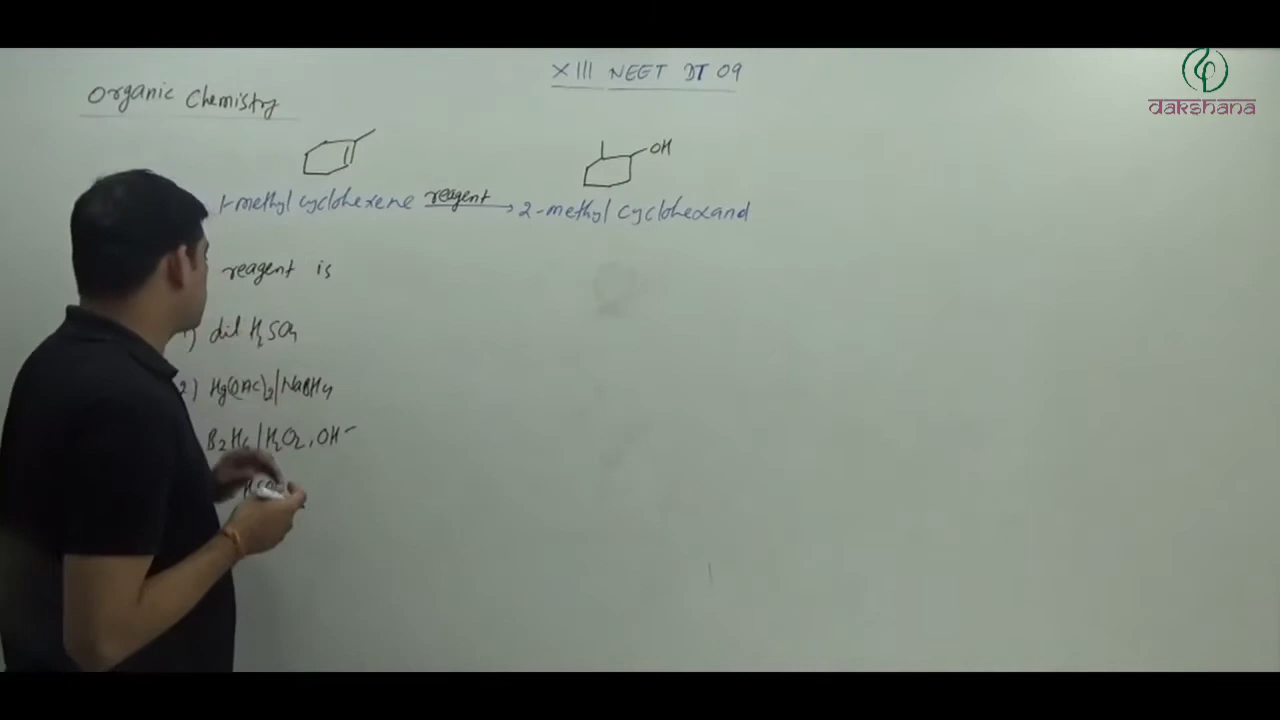 XIII NEET DT 09
dakshana
Organic Chemistry
OH
1-methyl cyclohexene reagent 2-methyl cyclohexanol
reagent is
1) dil H2SO4
2) Hg(OAc)2/NaBH4
B2H6/H2O2, OH-